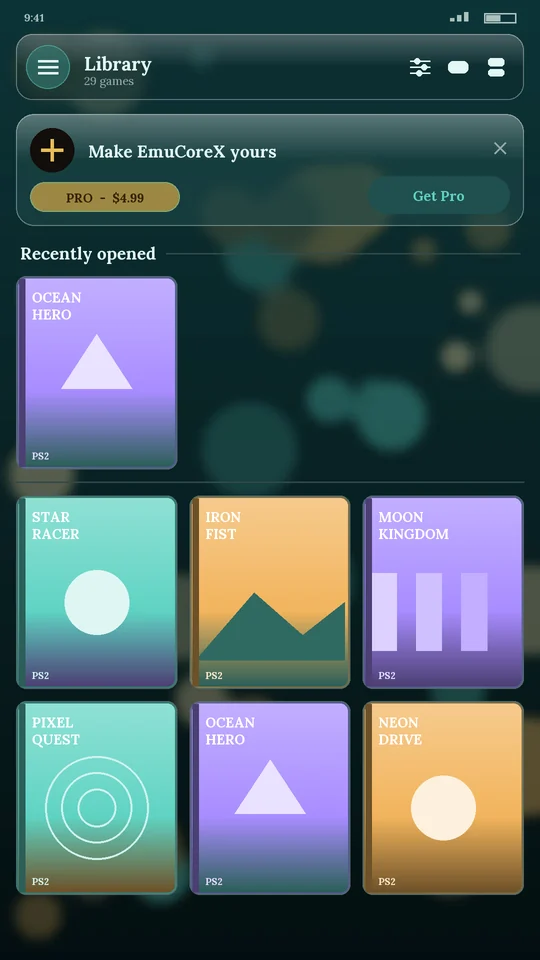 9:41
Library
29 games
Make EmuCoreX yours
PRO - $4.99
Get Pro
Recently opened
OCEAN
HERO
PS2
STAR
RACER
PS2
IRON
FIST
PS2
MOON
KINGDOM
PS2
PIXEL
QUEST
PS2
OCEAN
HERO
PS2
NEON
DRIVE
PS2